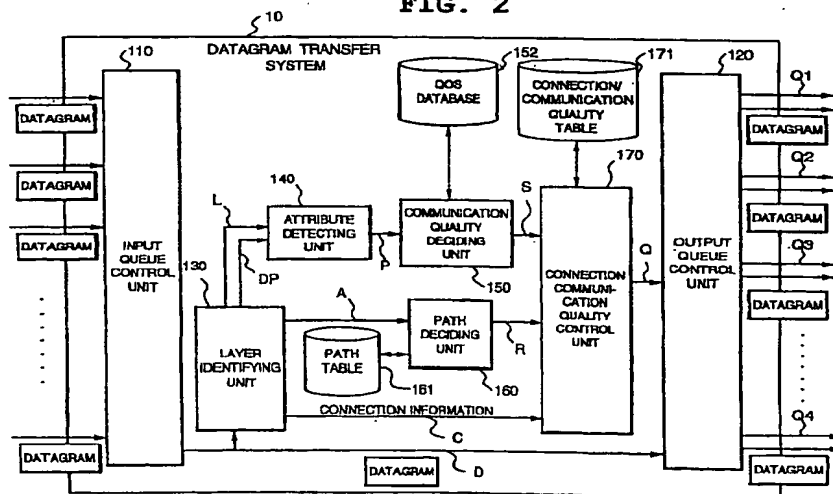 FIG. 2
10
DATAGRAM TRANSFER
SYSTEM
110
152
171
120
QOS
DATABASE
CONNECTION/
COMMUNICATION
QUALITY
TABLE
Q1
DATAGRAM
DATAGRAM
Q2
DATAGRAM
DATAGRAM
Q3
DATAGRAM
DATAGRAM
Q4
DATAGRAM
DATAGRAM
INPUT
QUEUE
CONTROL
UNIT
L
DP
140
ATTRIBUTE
DETECTING
UNIT
P
COMMUNICATION
QUALITY
DECIDING
UNIT
150
S
170
CONNECTION
COMMUNI-
CATION
QUALITY
CONTROL
UNIT
Q
OUTPUT
QUEUE
CONTROL
UNIT
130
LAYER
IDENTIFYING
UNIT
A
PATH
TABLE
161
PATH
DECIDING
UNIT
160
R
CONNECTION INFORMATION
C
D
DATAGRAM